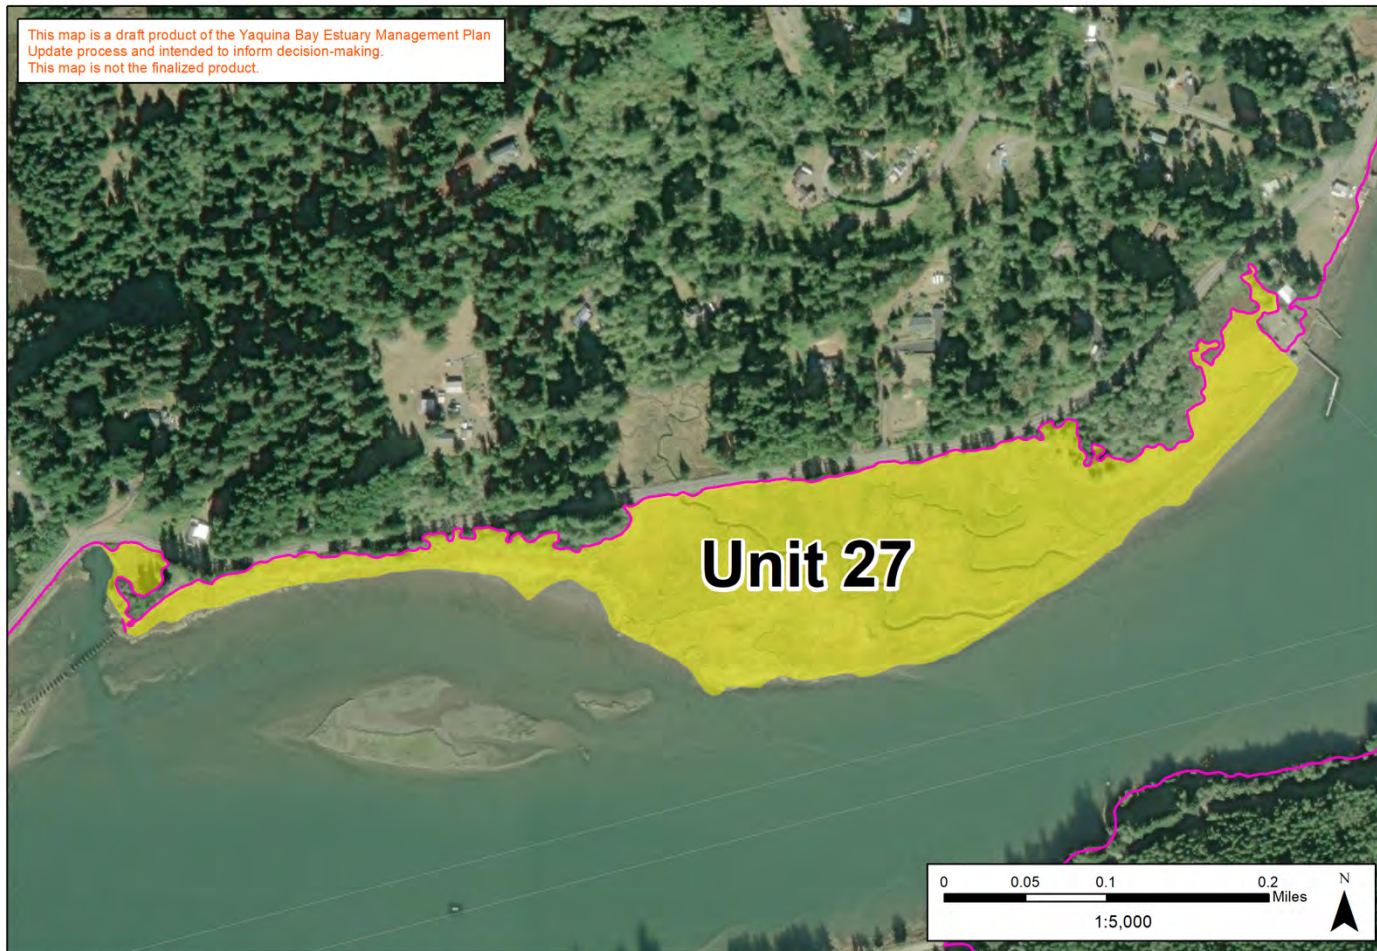 This map is a draft product of the Yaquina Bay Estuary Management Plan
Update process and intended to inform decision-making.
This map is not the finalized product.
Unit 27
0 0.05 0.1 0.2
Miles
1:5,000
N